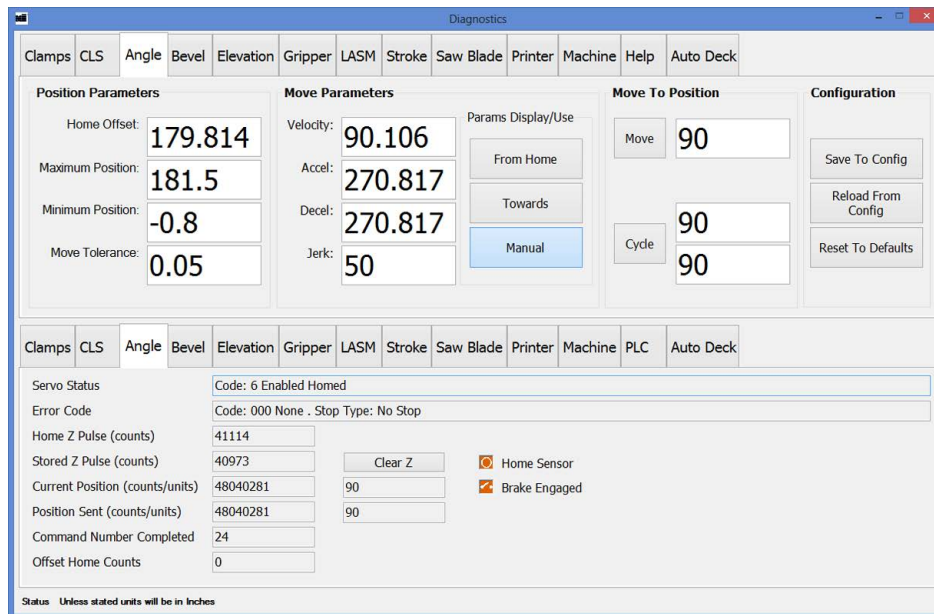 Diagnostics
Clamps CLS Angle Bevel Elevation Gripper LASM Stroke Saw Blade Printer Machine Help Auto Deck
Position Parameters
Home Offset: 179.814
Maximum Position: 181.5
Minimum Position: -0.8
Move Tolerance: 0.05
Move Parameters
Velocity: 90.106
Accel: 270.817
Decel: 270.817
Jerk: 50
Params Display/Use
From Home
Towards
Manual
Move To Position
Move 90
Cycle 90
90
Configuration
Save To Config
Reload From
Config
Reset To Defaults
Clamps CLS Angle Bevel Elevation Gripper LASM Stroke Saw Blade Printer Machine PLC Auto Deck
Servo Status Code: 6 Enabled Homed
Error Code Code: 000 None . Stop Type: No Stop
Home Z Pulse (counts) 41114
Stored Z Pulse (counts) 40973 Clear Z Home Sensor
Current Position (counts/units) 48040281 90 Brake Engaged
Position Sent (counts/units) 48040281 90
Command Number Completed 24
Offset Home Counts 0
Status Unless stated units will be in Inches